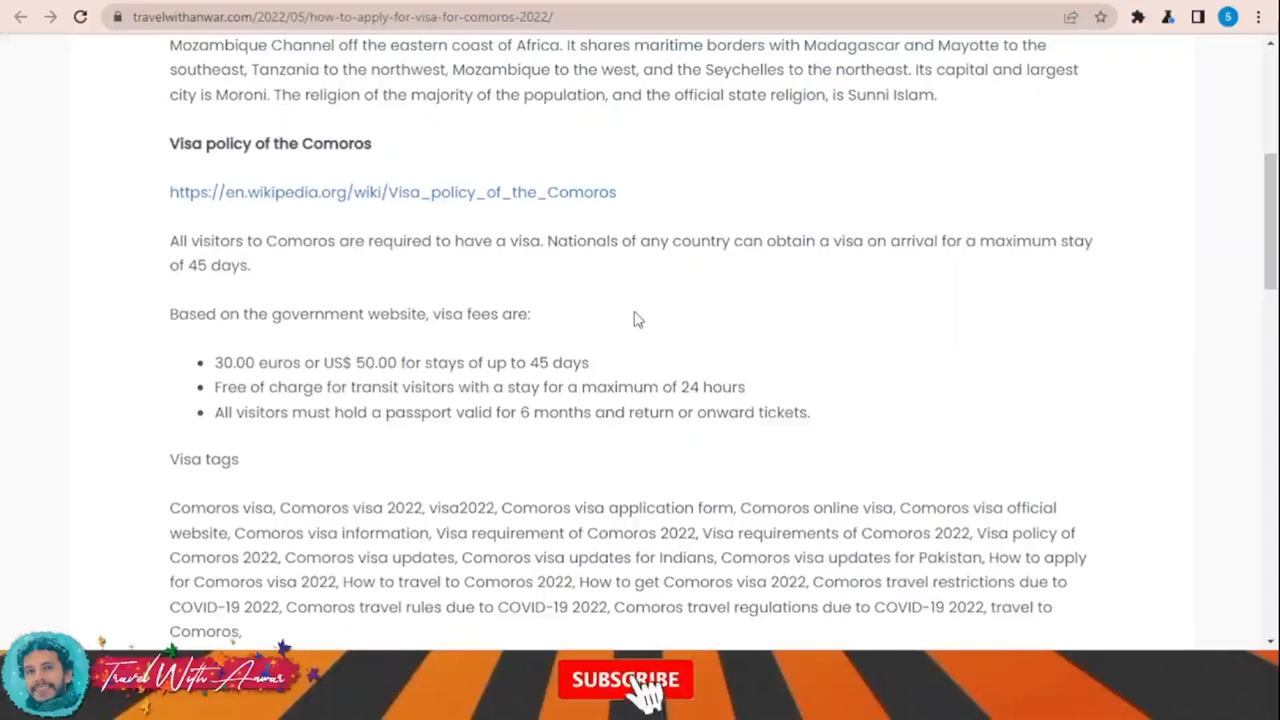 travelwithanwar.com/2022/05/how-to-apply-for-visa-for-comoros-2022/
5
Mozambique Channel off the eastern coast of Africa. It shares maritime borders with Madagascar and Mayotte to the
southeast, Tanzania to the northwest, Mozambique to the west, and the Seychelles to the northeast. Its capital and largest
city is Moroni. The religion of the majority of the population, and the official state religion, is Sunni Islam.
Visa policy of the Comoros
https://en.wikipedia.org/wiki/Visa_policy_of_the_Comoros
All visitors to Comoros are required to have a visa. Nationals of any country can obtain a visa on arrival for a maximum stay
of 45 days.
Based on the government website, visa fees are:
• 30.00 euros or US$ 50.00 for stays of up to 45 days
• Free of charge for transit visitors with a stay for a maximum of 24 hours
• All visitors must hold a passport valid for 6 months and return or onward tickets.
Visa tags
Comoros visa, Comoros visa 2022, visa2022, Comoros visa application form, Comoros online visa, Comoros visa official
website, Comoros visa information, Visa requirement of Comoros 2022, Visa requirements of Comoros 2022, Visa policy of
Comoros 2022, Comoros visa updates, Comoros visa updates for Indians, Comoros visa updates for Pakistan, How to apply
for Comoros visa 2022, How to travel to Comoros 2022, How to get Comoros visa 2022, Comoros travel restrictions due to
COVID-19 2022, Comoros travel rules due to COVID-19 2022, Comoros travel regulations due to COVID-19 2022, travel to
Comoros,
Travel With Anwar
SUBSCRIBE